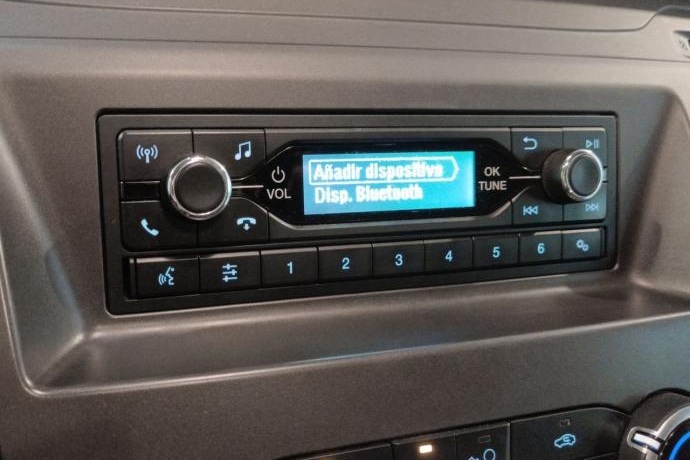 Añadir dispositivo
Disp. Bluetooth
VOL
OK
TUNE
1 2 3 4 5 6